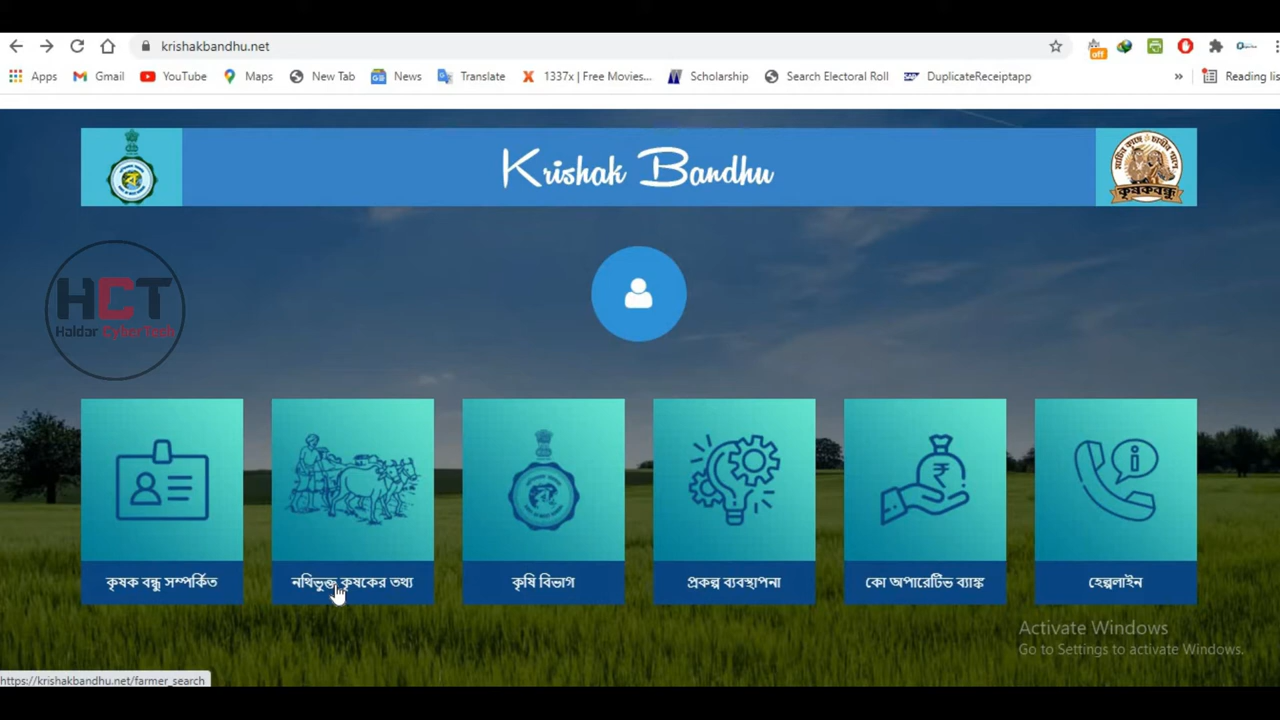 krishakbandhu.net
off
Apps Gmail YouTube Maps New Tab News Translate 1337x | Free Movies... Scholarship Search Electoral Roll DuplicateReceiptapp » Reading lis
Krishak Bandhu
মাটির কাছে চাষীর পাশে
কৃষকবন্ধু
HCT
Haldar Cyber Tech
কৃষক বন্ধু সম্পর্কিত
নথিভুক্ত কৃষকের তথ্য
কৃষি বিভাগ
প্রকল্প ব্যবস্থাপনা
কো অপারেটিভ ব্যাঙ্ক
হেল্পলাইন
Activate Windows
Go to Settings to activate Windows.
https://krishakbandhu.net/farmer_search